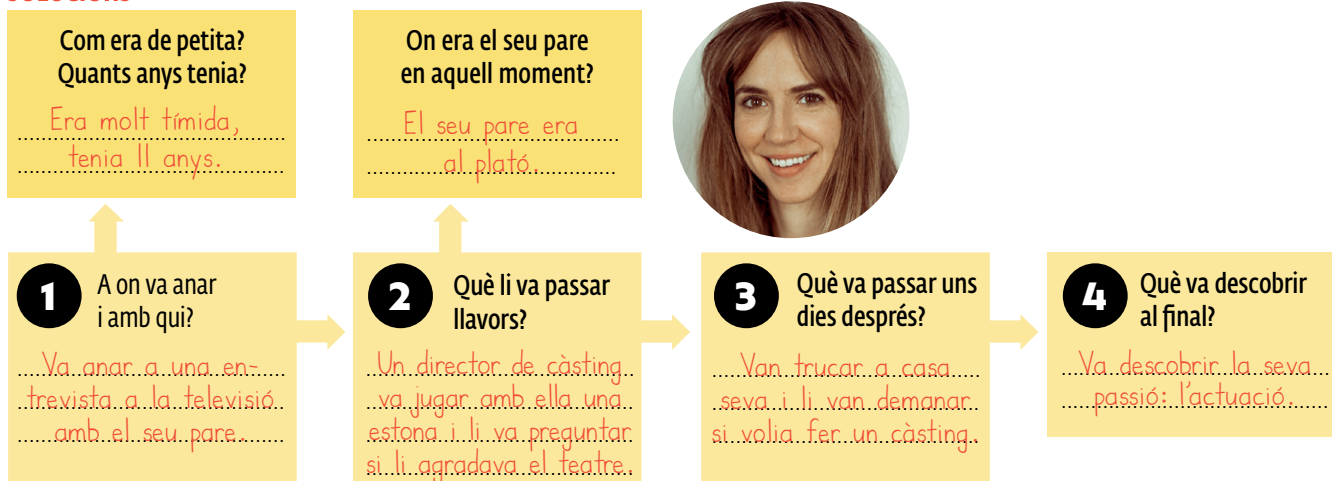 Com era de petita?
Quants anys tenia?
Era molt tímida,
tenia 11 anys.
On era el seu pare
en aquell moment?
El seu pare era
al plató.
1
A on va anar
i amb qui?
Va anar a una en-
trevista a la televisió
amb el seu pare.
2
Què li va passar
llavors?
Un director de càsting
va jugar amb ella una
estona i li va preguntar
si li agradava el teatre.
3
Què va passar uns
dies després?
Van trucar a casa
seva i li van demanar
si volia fer un càsting.
4
Què va descobrir
al final?
Va descobrir la seva
passió: l'actuació.